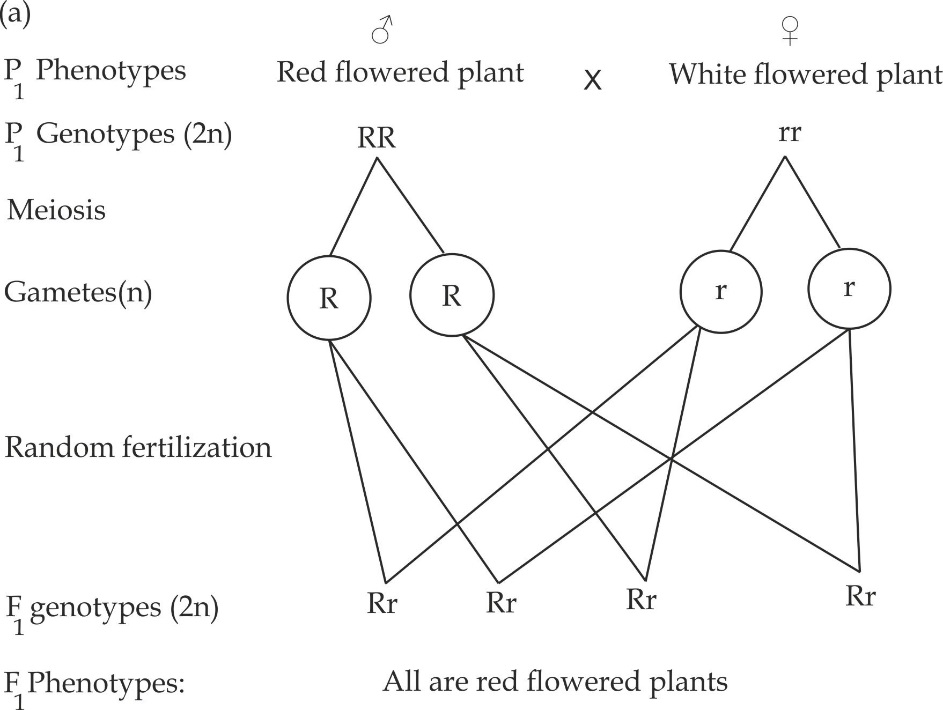 (a)
♂ ♀
P₁ Phenotypes Red flowered plant x White flowered plant
P₁ Genotypes (2n) RR rr
Meiosis
Gametes(n) R R r r
Random fertilization
F₁ genotypes (2n) Rr Rr Rr Rr
F₁ Phenotypes: All are red flowered plants